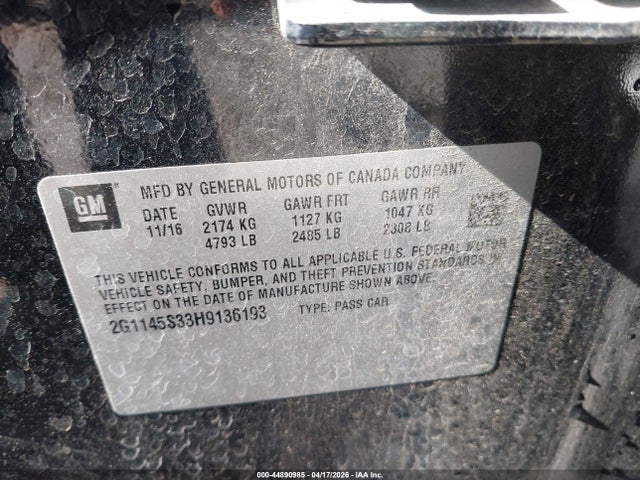 GM
MFD BY GENERAL MOTORS OF CANADA COMPANY
DATE GVWR GAWR FRT GAWR RR
11/16 2174 KG 1127 KG 1047 KG
4793 LB 2485 LB 2308 LB
THIS VEHICLE CONFORMS TO ALL APPLICABLE U.S. FEDERAL MOTOR
VEHICLE SAFETY, BUMPER, AND THEFT PREVENTION STANDARDS IN
EFFECT ON THE DATE OF MANUFACTURE SHOWN ABOVE.
2G1145S33H9136193 TYPE: PASS CAR
000-44890985 - 04/17/2026 - IAA Inc.